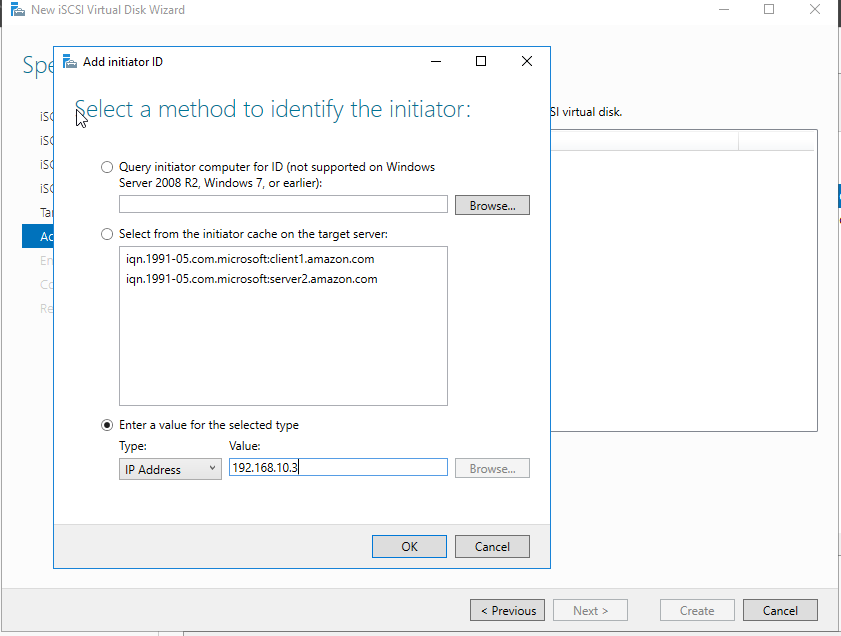 New iSCSI Virtual Disk Wizard
Add initiator ID
Select a method to identify the initiator:
SI virtual disk.
Query initiator computer for ID (not supported on Windows
Server 2008 R2, Windows 7, or earlier):
Browse...
Select from the initiator cache on the target server:
iqn.1991-05.com.microsoft:client1.amazon.com
iqn.1991-05.com.microsoft:server2.amazon.com
Enter a value for the selected type
Type:
Value:
IP Address
192.168.10.3
Browse...
OK
Cancel
Spe
iSC
iSC
iSC
iSC
Tar
Ac
En
Co
Re
< Previous
Next >
Create
Cancel